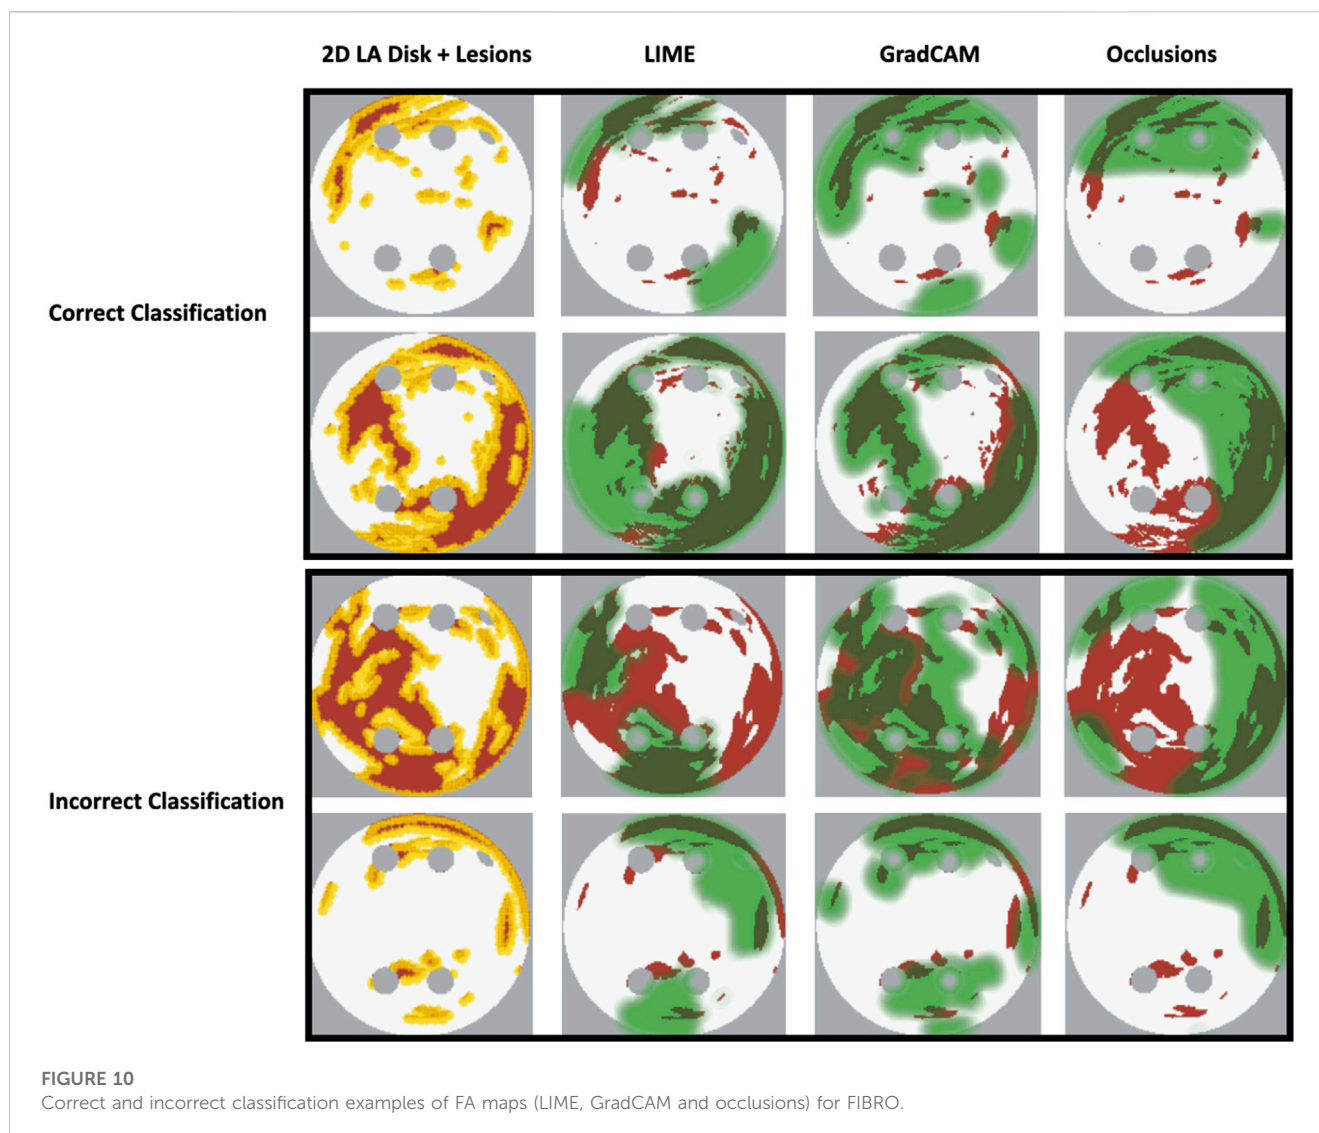 2D LA Disk + Lesions LIME GradCAM Occlusions
Correct Classification
Incorrect Classification
FIGURE 10
Correct and incorrect classification examples of FA maps (LIME, GradCAM and occlusions) for FIBRO.